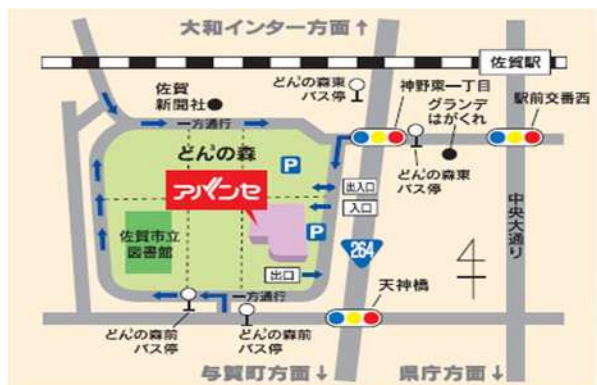 大和インター方面↑
佐賀駅
佐賀
新聞社
どん3の森東
バス停
神野東一丁目
グランデ
はがくれ
駅前交番西
一方通行
どん3の森
P
どん3の森東
バス停
アバンセ
出入口
入口
佐賀市立
図書館
P
264
中央大通り
出口
天神橋
一方通行
どん3の森前
バス停
どん3の森前
バス停
与賀町方面↓
県庁方面↓